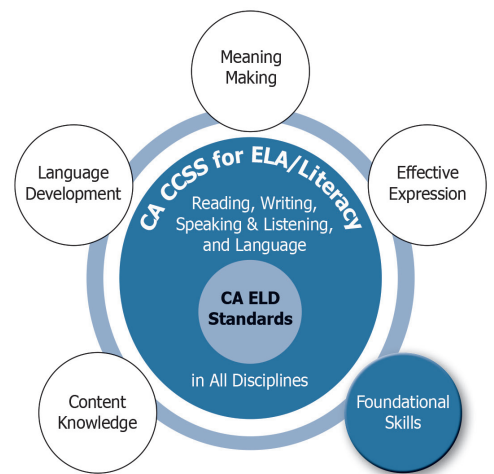 Meaning
Making
Language
Development
Effective
Expression
CA CCSS for ELA/Literacy
Reading, Writing,
Speaking & Listening,
and Language
CA ELD
Standards
in All Disciplines
Content
Knowledge
Foundational
Skills